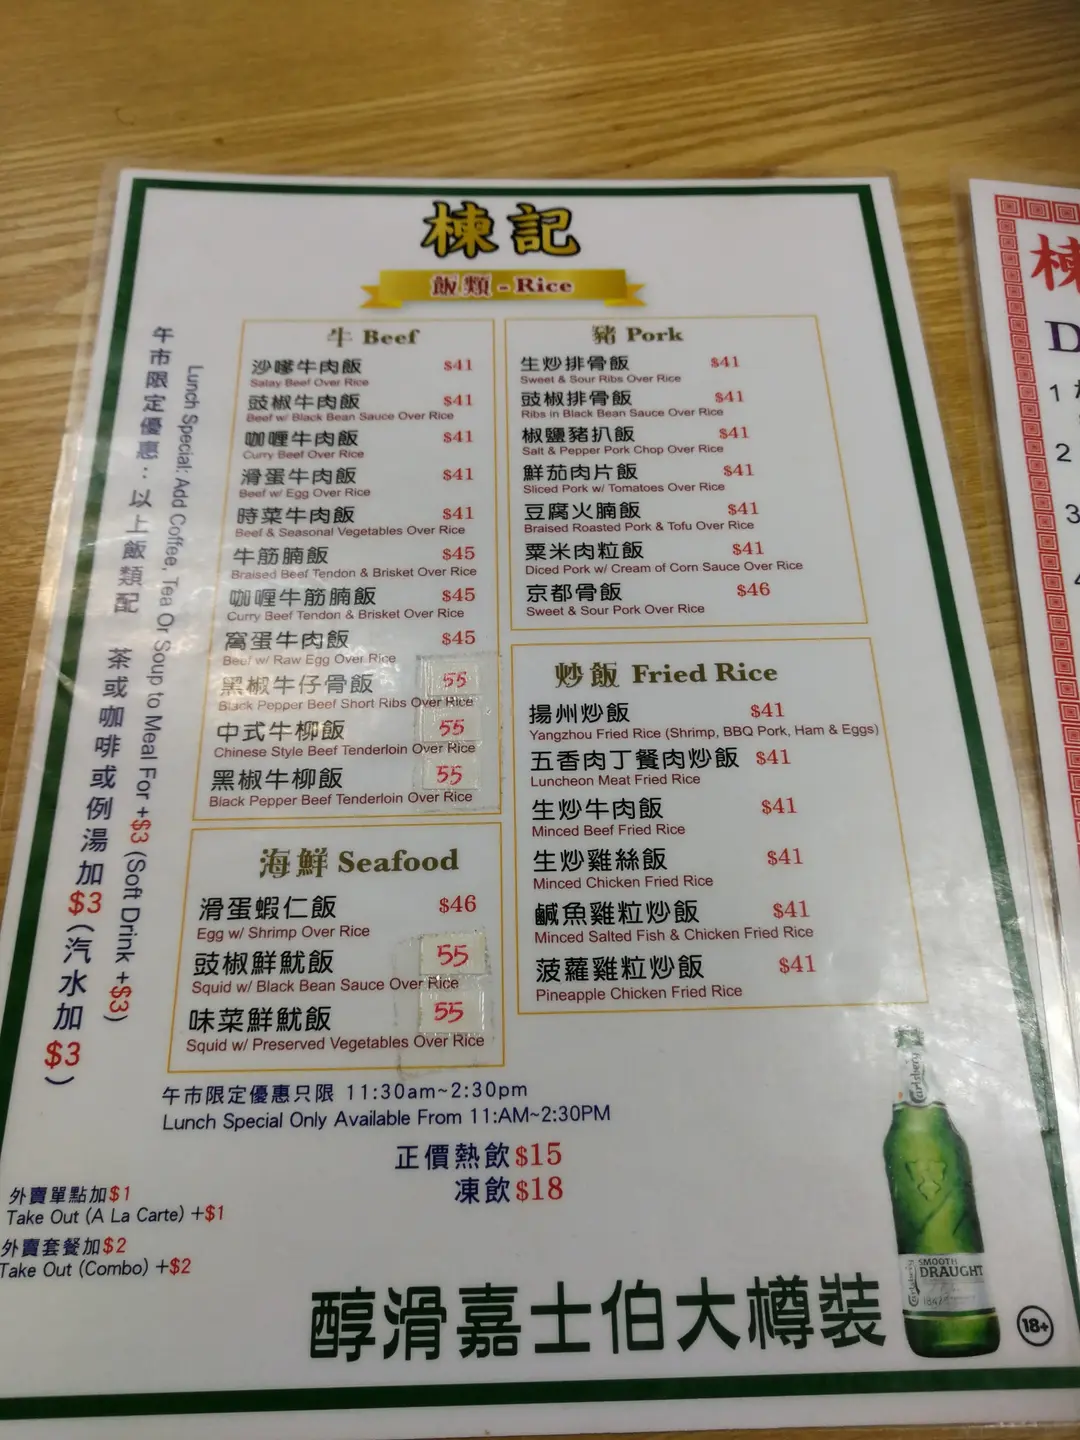 楝記
飯類 - Rice
牛 Beef
沙嗲牛肉飯 $41
Satay Beef Over Rice
豉椒牛肉飯 $41
Beef w/ Black Bean Sauce Over Rice
咖喱牛肉飯 $41
Curry Beef Over Rice
滑蛋牛肉飯 $41
Beef w/ Egg Over Rice
時菜牛肉飯 $41
Beef & Seasonal Vegetables Over Rice
牛筋腩飯 $45
Braised Beef Tendon & Brisket Over Rice
咖喱牛筋腩飯 $45
Curry Beef Tendon & Brisket Over Rice
窩蛋牛肉飯 $45
Beef w/ Raw Egg Over Rice
黑椒牛仔骨飯 55
Black Pepper Beef Short Ribs Over Rice
中式牛柳飯 55
Chinese Style Beef Tenderloin Over Rice
黑椒牛柳飯 55
Black Pepper Beef Tenderloin Over Rice
海鮮 Seafood
滑蛋蝦仁飯 $46
Egg w/ Shrimp Over Rice
豉椒鮮魷飯 55
Squid w/ Black Bean Sauce Over Rice
味菜鮮魷飯 55
Squid w/ Preserved Vegetables Over Rice
豬 Pork
生炒排骨飯 $41
Sweet & Sour Ribs Over Rice
豉椒排骨飯 $41
Ribs in Black Bean Sauce Over Rice
椒鹽豬扒飯 $41
Salt & Pepper Pork Chop Over Rice
鮮茄肉片飯 $41
Sliced Pork w/ Tomatoes Over Rice
豆腐火腩飯 $41
Braised Roasted Pork & Tofu Over Rice
粟米肉粒飯 $41
Diced Pork w/ Cream of Corn Sauce Over Rice
京都骨飯 $46
Sweet & Sour Pork Over Rice
炒飯 Fried Rice
揚州炒飯 $41
Yangzhou Fried Rice (Shrimp, BBQ Pork, Ham & Eggs)
五香肉丁餐肉炒飯 $41
Luncheon Meat Fried Rice
生炒牛肉飯 $41
Minced Beef Fried Rice
生炒雞絲飯 $41
Minced Chicken Fried Rice
鹹魚雞粒炒飯 $41
Minced Salted Fish & Chicken Fried Rice
菠蘿雞粒炒飯 $41
Pineapple Chicken Fried Rice
午市限定優惠：以上飯類配 茶或咖啡或例湯加$3（汽水加$3）
Lunch Special: Add Coffee, Tea Or Soup to Meal For +$3 (Soft Drink +$3)
午市限定優惠只限 11:30am~2:30pm
Lunch Special Only Available From 11:AM~2:30PM
正價熱飲$15
凍飲$18
外賣單點加$1
Take Out (A La Carte) +$1
外賣套餐加$2
Take Out (Combo) +$2
醇滑嘉士伯大樽裝
Carlsberg
Carlsberg
SMOOTH
DRAUGHT
1847
18+
楝
D
1
2
3